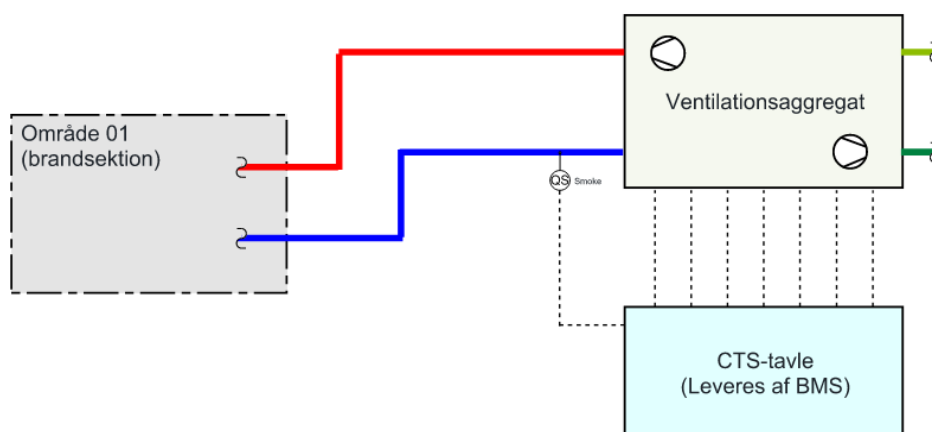 Område 01
(brandsektion)
Ventilationsaggregat
QS Smoke
CTS-tavle
(Leveres af BMS)